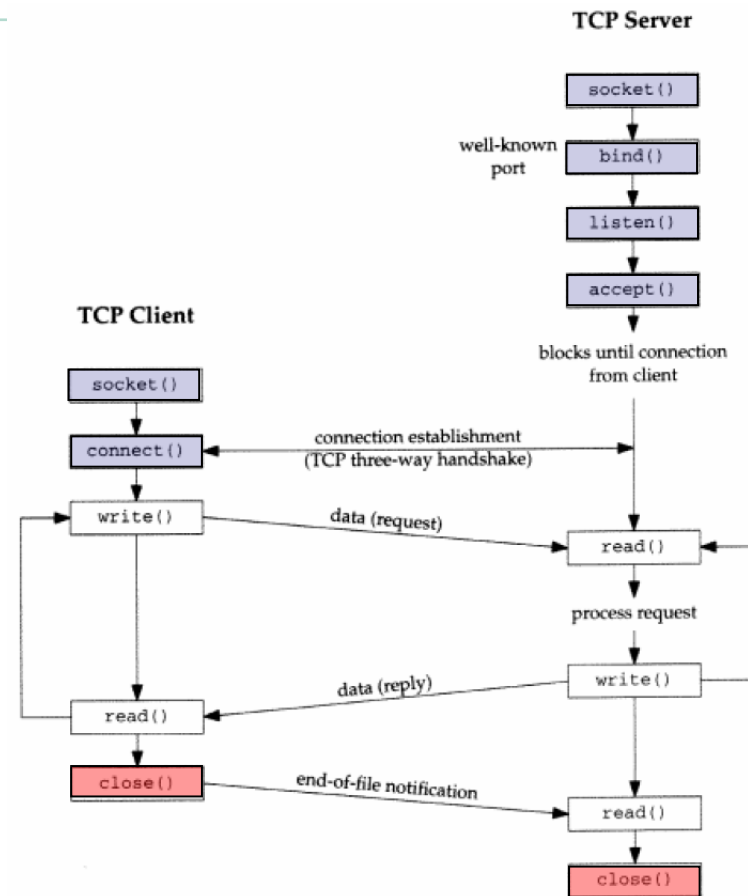 TCP Server
socket()
well-known
port
bind()
listen()
accept()
blocks until connection
from client
TCP Client
socket()
connect()
connection establishment
(TCP three-way handshake)
write()
data (request)
read()
process request
write()
data (reply)
read()
close()
end-of-file notification
read()
close()